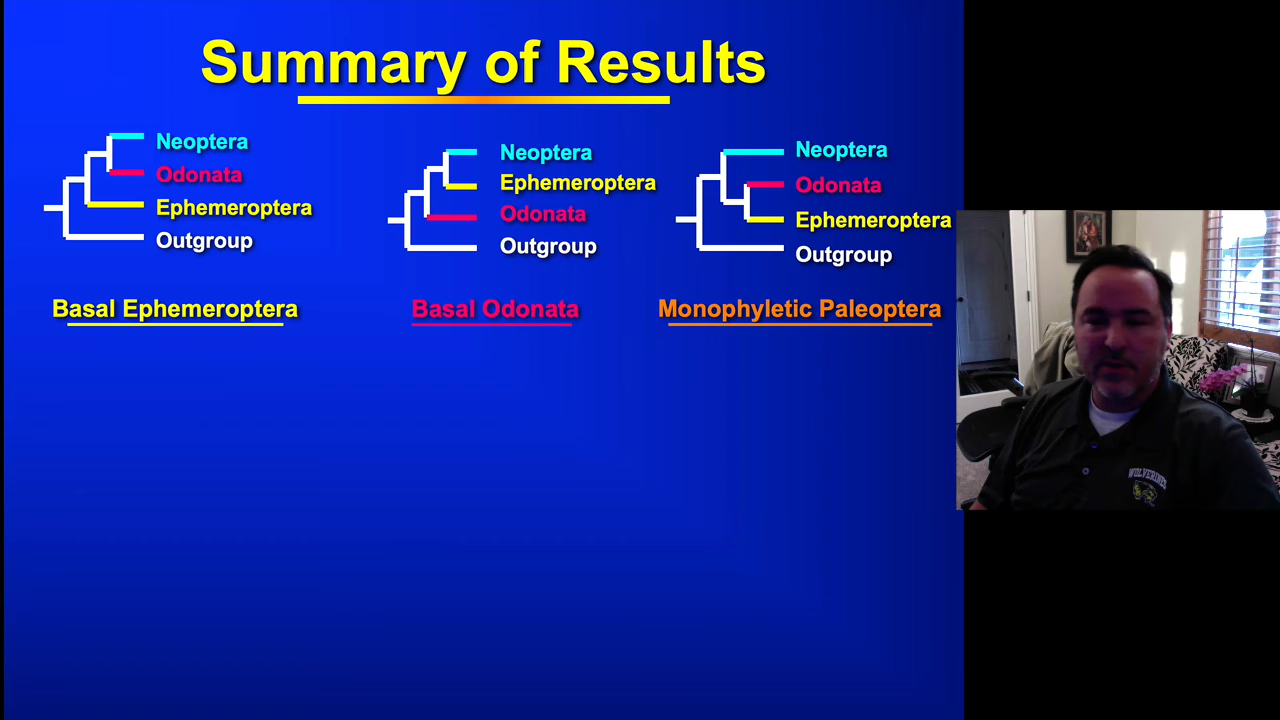 Summary of Results
Neoptera
Odonata
Ephemeroptera
Outgroup
Basal Ephemeroptera
Neoptera
Ephemeroptera
Odonata
Outgroup
Basal Odonata
Neoptera
Odonata
Ephemeroptera
Outgroup
Monophyletic Paleoptera
WOLVERINES